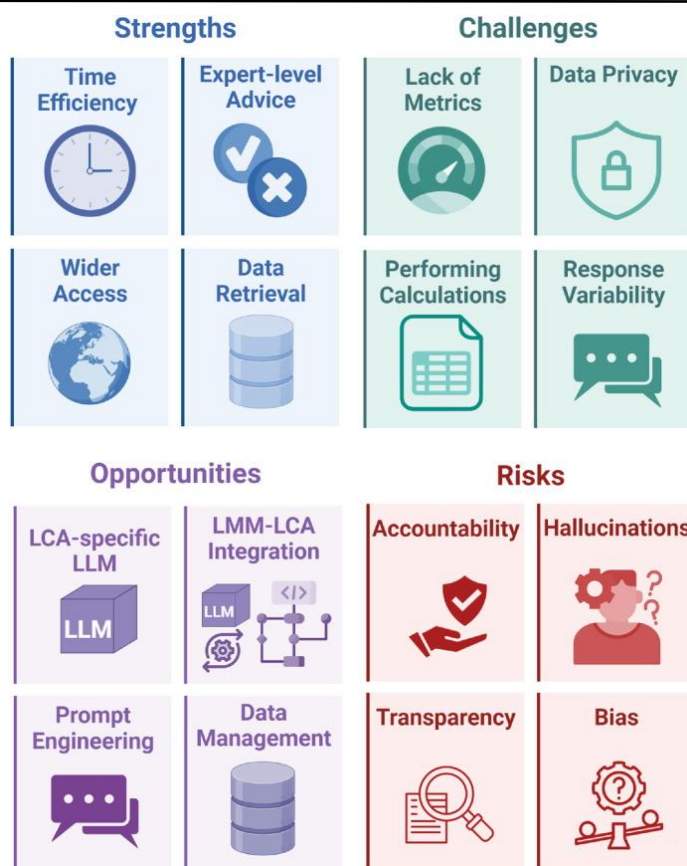 Strengths
Challenges
Time
Efficiency
Expert-level
Advice
Lack of
Metrics
Data Privacy
Wider
Access
Data
Retrieval
Performing
Calculations
Response
Variability
Opportunities
Risks
LCA-specific
LLM
LLM
LMM-LCA
Integration
LLM
</>
Accountability
Hallucinations
?
?
Prompt
Engineering
Data
Management
Transparency
Bias
?